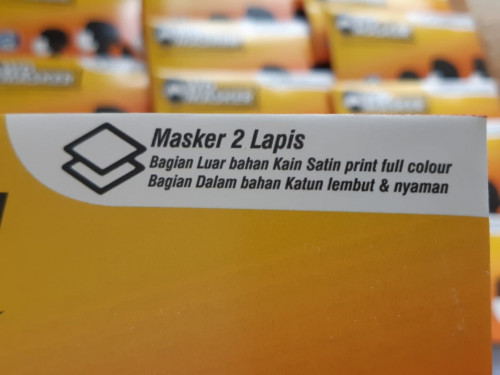 Masker 2 Lapis
Bagian Luar bahan Kain Satin print full colour
Bagian Dalam bahan Katun lembut & nyaman